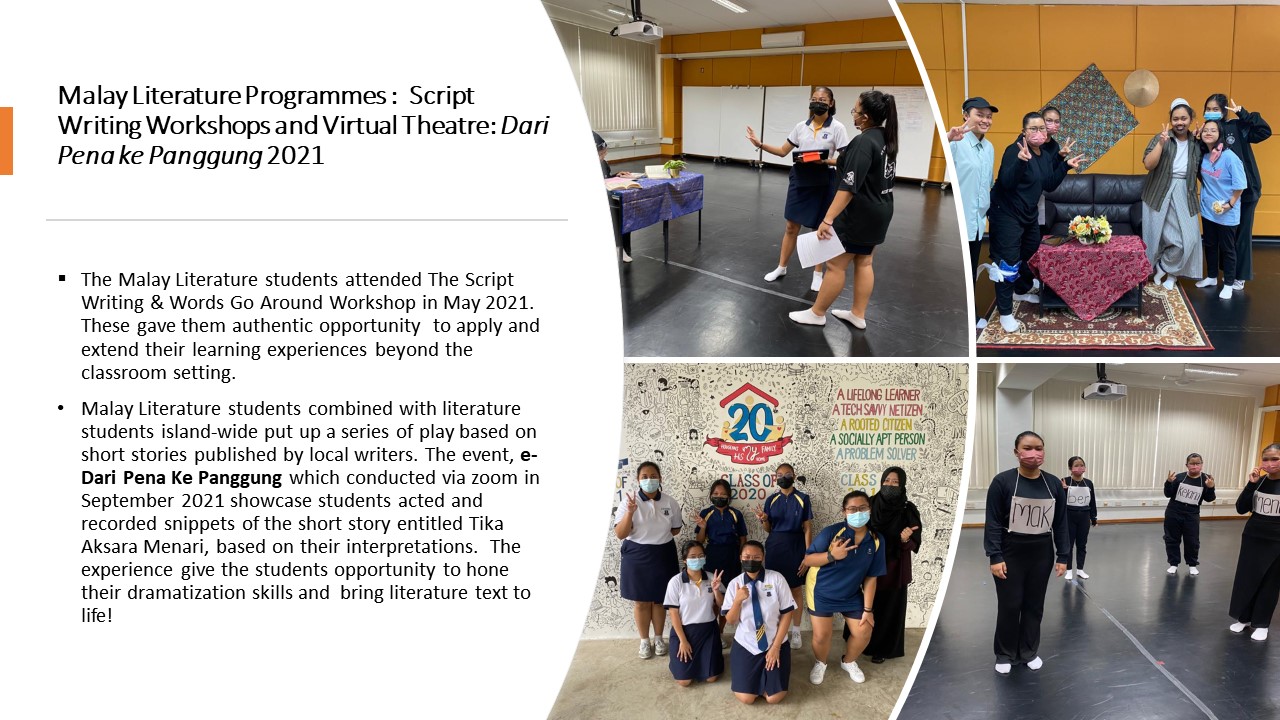 Malay Literature Programmes : Script
Writing Workshops and Virtual Theatre: Dari
Pena ke Panggung 2021
▪ The Malay Literature students attended The Script
Writing & Words Go Around Workshop in May 2021.
These gave them authentic opportunity to apply and
extend their learning experiences beyond the
classroom setting.
• Malay Literature students combined with literature
students island-wide put up a series of play based on
short stories published by local writers. The event, e-
Dari Pena Ke Panggung which conducted via zoom in
September 2021 showcase students acted and
recorded snippets of the short story entitled Tika
Aksara Menari, based on their interpretations. The
experience give the students opportunity to hone
their dramatization skills and bring literature text to
life!
20
MY FAMILY
HOME
CLASS OF
2020
A LIFELONG LEARNER
A TECH SAVVY NETIZEN
A ROOTED CITIZEN
A SOCIALLY APT PERSON
A PROBLEM SOLVER
CLASS
MAK
ber